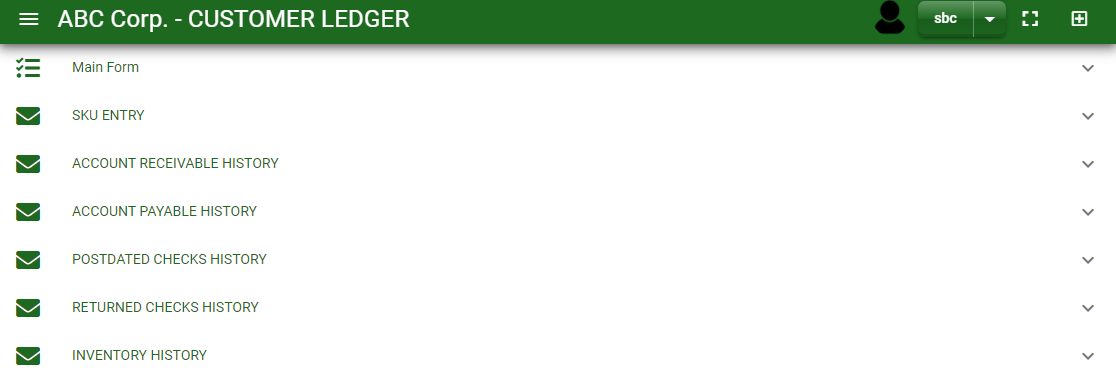 ABC Corp. - CUSTOMER LEDGER
sbc
Main Form
SKU ENTRY
ACCOUNT RECEIVABLE HISTORY
ACCOUNT PAYABLE HISTORY
POSTDATED CHECKS HISTORY
RETURNED CHECKS HISTORY
INVENTORY HISTORY